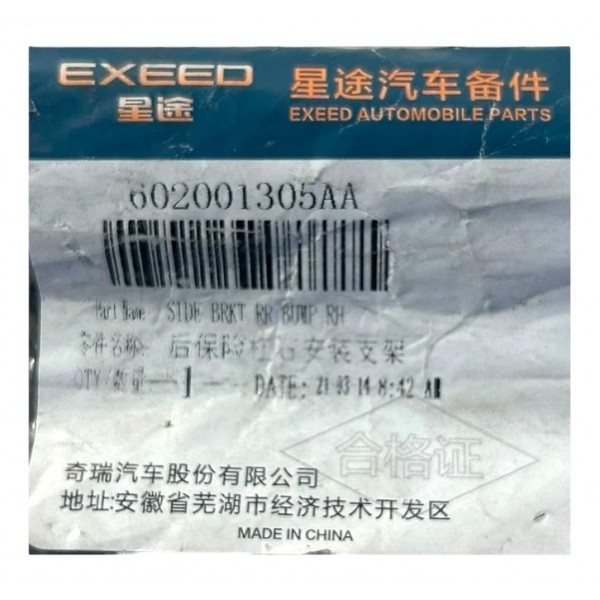 EXEED
星途
星途汽车备件
EXEED AUTOMOBILE PARTS
602001305AA
Part Name SIDE BRKT RR BUMP RH
零件名称: 后保险杠右安装支架
QTY/数量: 1 DATE: 21 03 14 8:42 AM
合格证
奇瑞汽车股份有限公司
地址:安徽省芜湖市经济技术开发区
MADE IN CHINA